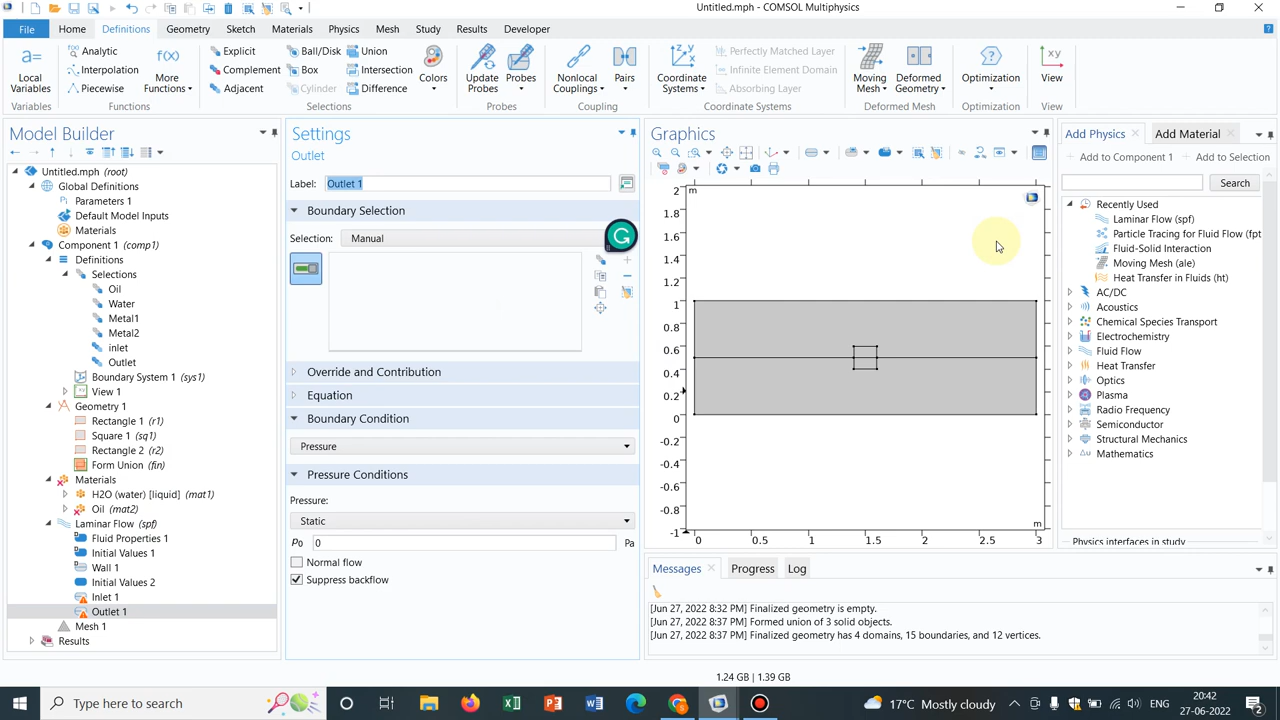 Untitled.mph - COMSOL Multiphysics
File Home Definitions Geometry Sketch Materials Physics Mesh Study Results Developer
a= Local Variables
Variables
Analytic
Interpolation
Piecewise
f(x) More Functions
Functions
Explicit
Complement
Adjacent
Ball/Disk
Box
Cylinder
Union
Intersection
Difference
Colors
Selections
Update Probes
Probes
Probes
Nonlocal Couplings
Pairs
Coupling
Coordinate Systems
Perfectly Matched Layer
Infinite Element Domain
Absorbing Layer
Coordinate Systems
Moving Mesh
Deformed Geometry
Deformed Mesh
Optimization
Optimization
View
View
Model Builder
Untitled.mph (root)
Global Definitions
Parameters 1
Default Model Inputs
Materials
Component 1 (comp1)
Definitions
Selections
Oil
Water
Metal1
Metal2
inlet
Outlet
Boundary System 1 (sys1)
View 1
Geometry 1
Rectangle 1 (r1)
Square 1 (sq1)
Rectangle 2 (r2)
Form Union (fin)
Materials
H2O (water) [liquid] (mat1)
Oil (mat2)
Laminar Flow (spf)
Fluid Properties 1
Initial Values 1
Wall 1
Initial Values 2
Inlet 1
Outlet 1
Mesh 1
Results
Settings
Outlet
Label: Outlet 1
Boundary Selection
Selection: Manual
Override and Contribution
Equation
Boundary Condition
Pressure
Pressure Conditions
Pressure:
Static
P0 0 Pa
Normal flow
Suppress backflow
Graphics
2 m
1.8
1.6
1.4
1.2
1
0.8
0.6
0.4
0.2
0
-0.2
-0.4
-0.6
-0.8
-1 m
0 0.5 1 1.5 2 2.5 3
Messages Progress Log
[Jun 27, 2022 8:32 PM] Finalized geometry is empty.
[Jun 27, 2022 8:37 PM] Formed union of 3 solid objects.
[Jun 27, 2022 8:37 PM] Finalized geometry has 4 domains, 15 boundaries, and 12 vertices.
Add Physics Add Material
+ Add to Component 1 + Add to Selection
Search
Recently Used
Laminar Flow (spf)
Particle Tracing for Fluid Flow (fpt
Fluid-Solid Interaction
Moving Mesh (ale)
Heat Transfer in Fluids (ht)
AC/DC
Acoustics
Chemical Species Transport
Electrochemistry
Fluid Flow
Heat Transfer
Optics
Plasma
Radio Frequency
Semiconductor
Structural Mechanics
Mathematics
Physics interfaces in study
1.24 GB | 1.39 GB
Type here to search
17°C Mostly cloudy
ENG
20:42
27-06-2022
2